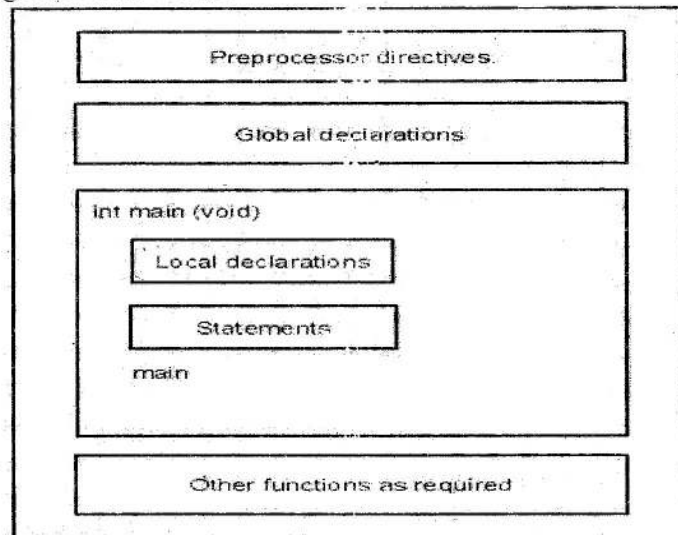 Preprocessor directives.
Global declarations
int main (void)
Local declarations
Statements
main
Other functions as required